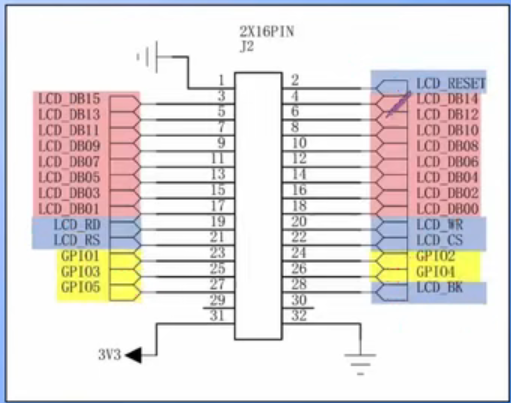 2X16PIN
J2
1 2 LCD_RESET
LCD_DB15 3 4 LCD_DB14
LCD_DB13 5 6 LCD_DB12
LCD_DB11 7 8 LCD_DB10
LCD_DB09 9 10 LCD_DB08
LCD_DB07 11 12 LCD_DB06
LCD_DB05 13 14 LCD_DB04
LCD_DB03 15 16 LCD_DB02
LCD_DB01 17 18 LCD_DB00
LCD_RD 19 20 LCD_WR
LCD_RS 21 22 LCD_CS
GPIO1 23 24 GPIO2
GPIO3 25 26 GPIO4
GPIO5 27 28 LCD_BK
29 30
31 32
3V3